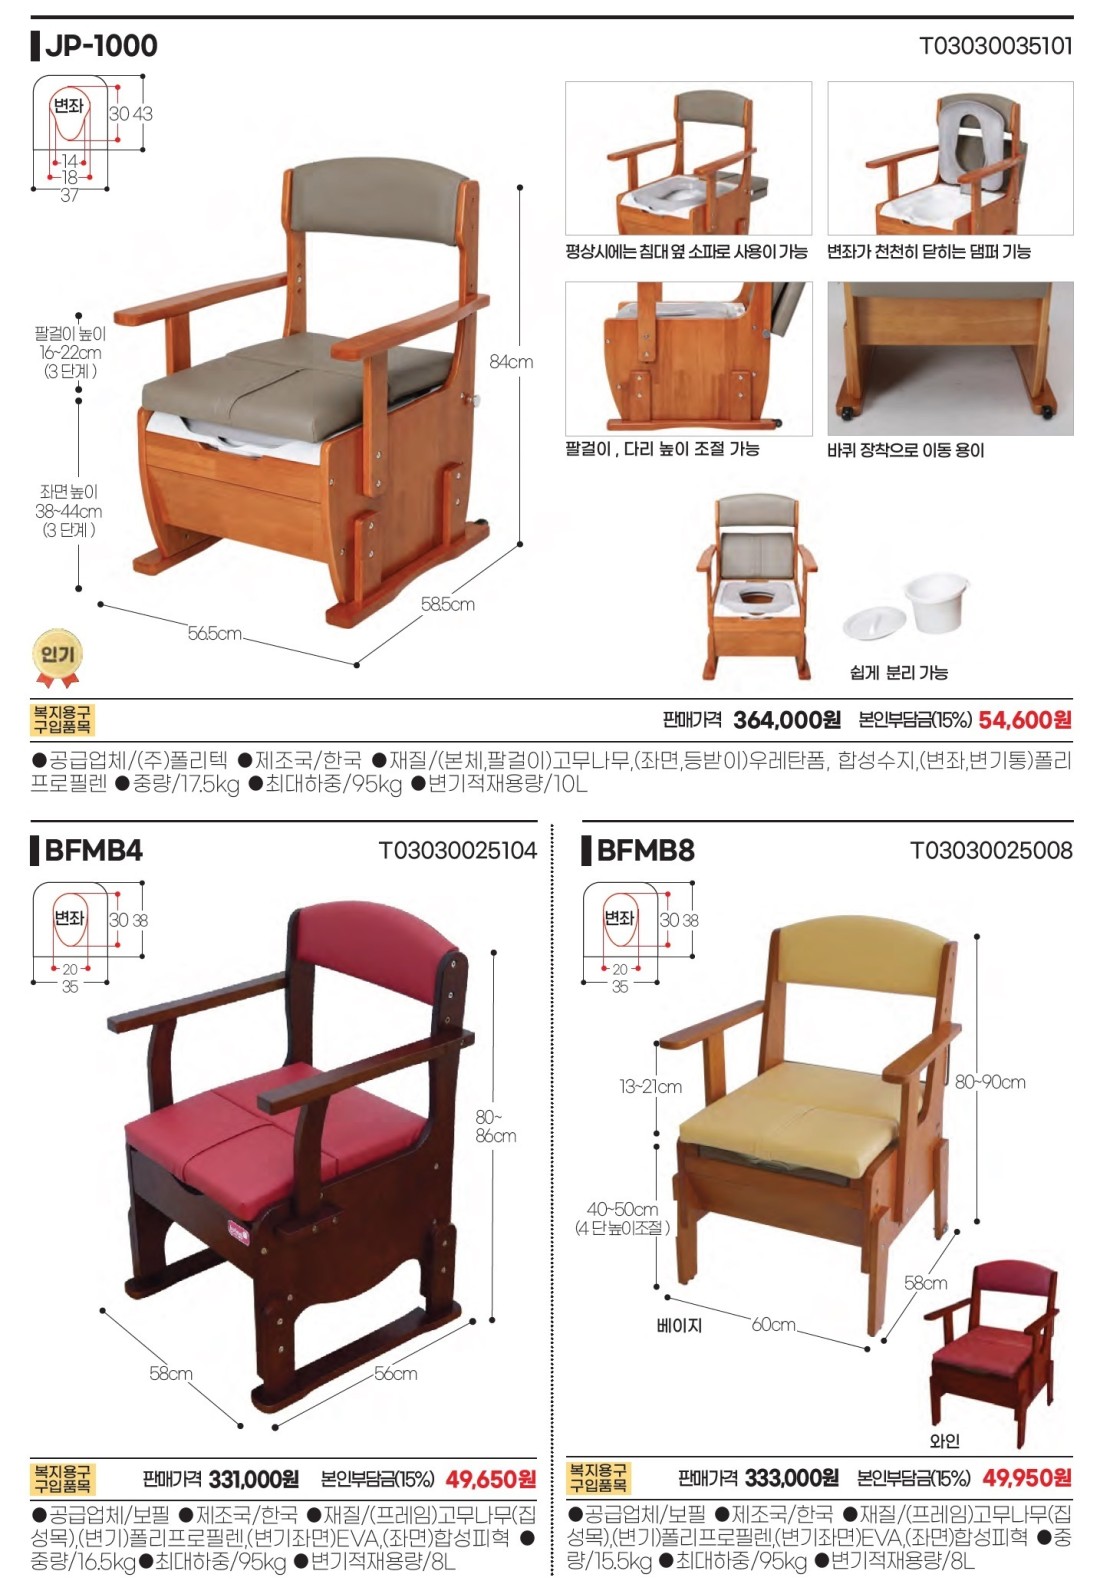 JP-1000
T03030035101
변좌
30 43
14
18
37
팔걸이 높이
16~22cm
(3 단계)
좌면 높이
38~44cm
(3 단계)
84cm
58.5cm
56.5cm
인기
평상시에는 침대 옆 소파로 사용이 가능
변좌가 천천히 닫히는 댐퍼 기능
팔걸이, 다리 높이 조절 가능
바퀴 장착으로 이동 용이
쉽게 분리 가능
복지용구
구입품목
판매가격 364,000원 본인부담금(15%) 54,600원
●공급업체/(주)폴리텍 ●제조국/한국 ●재질/(본체,팔걸이)고무나무,(좌면,등받이)우레탄폼, 합성수지,(변좌,변기통)폴리
프로필렌 ●중량/17.5kg ●최대하중/95kg ●변기적재용량/10L
BFMB4
T03030025104
변좌
30 38
20
35
80~
86cm
58cm
56cm
복지용구
구입품목
판매가격 331,000원 본인부담금(15%) 49,650원
●공급업체/보필 ●제조국/한국 ●재질/(프레임)고무나무(집
성목),(변기)폴리프로필렌,(변기좌면)EVA,(좌면)합성피혁 ●
중량/16.5kg●최대하중/95kg ●변기적재용량/8L
BFMB8
T03030025008
변좌
30 38
20
35
13~21cm
80~90cm
40~50cm
(4 단높이조절)
58cm
60cm
베이지
와인
복지용구
구입품목
판매가격 333,000원 본인부담금(15%) 49,950원
●공급업체/보필 ●제조국/한국 ●재질/(프레임)고무나무(집
성목),(변기)폴리프로필렌,(변기좌면)EVA,(좌면)합성피혁 ●중
량/15.5kg ●최대하중/95kg ●변기적재용량/8L